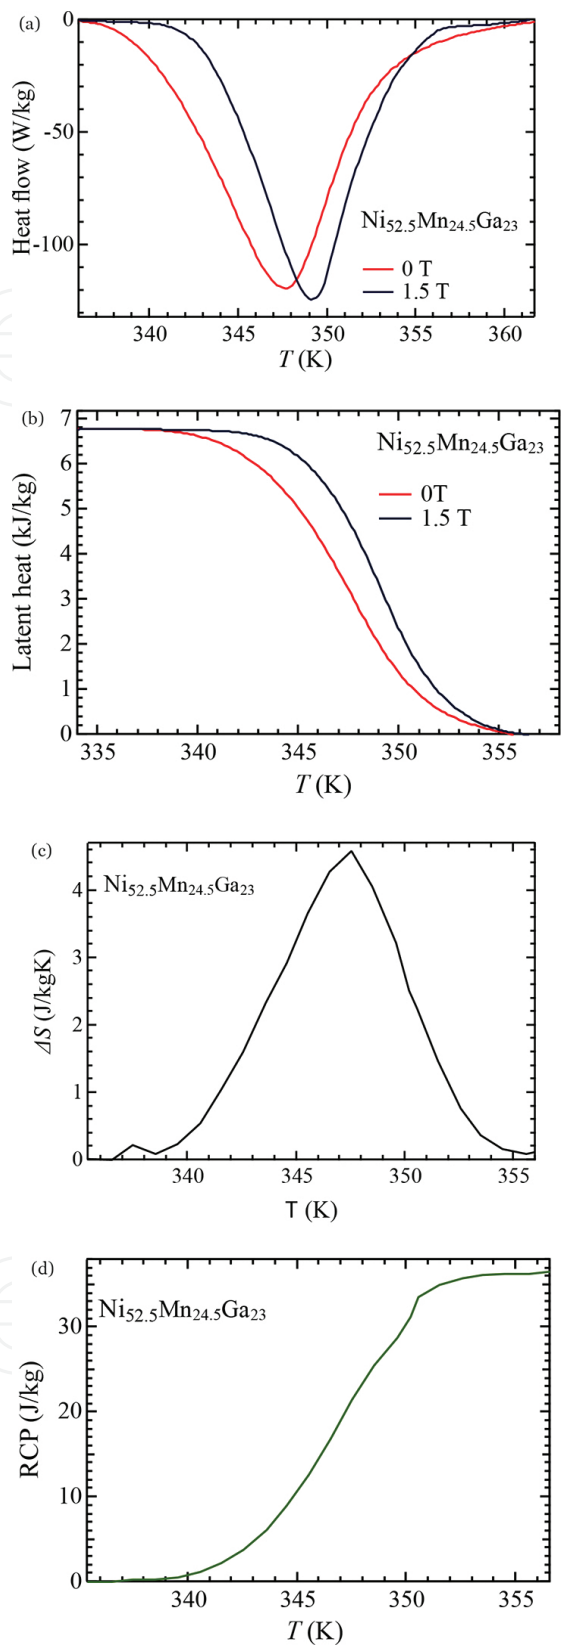 (a)
0
-50
-100
Heat flow (W/kg)
Ni52.5Mn24.5Ga23
0 T
1.5 T
340
345
350
355
360
T (K)
(b)
7
6
5
4
3
2
1
0
Latent heat (kJ/kg)
Ni52.5Mn24.5Ga23
0T
1.5 T
335
340
345
350
355
T (K)
(c)
4
3
2
1
0
ΔS (J/kgK)
Ni52.5Mn24.5Ga23
340
345
350
355
T (K)
(d)
30
20
10
0
RCP (J/kg)
Ni52.5Mn24.5Ga23
340
345
350
355
T (K)